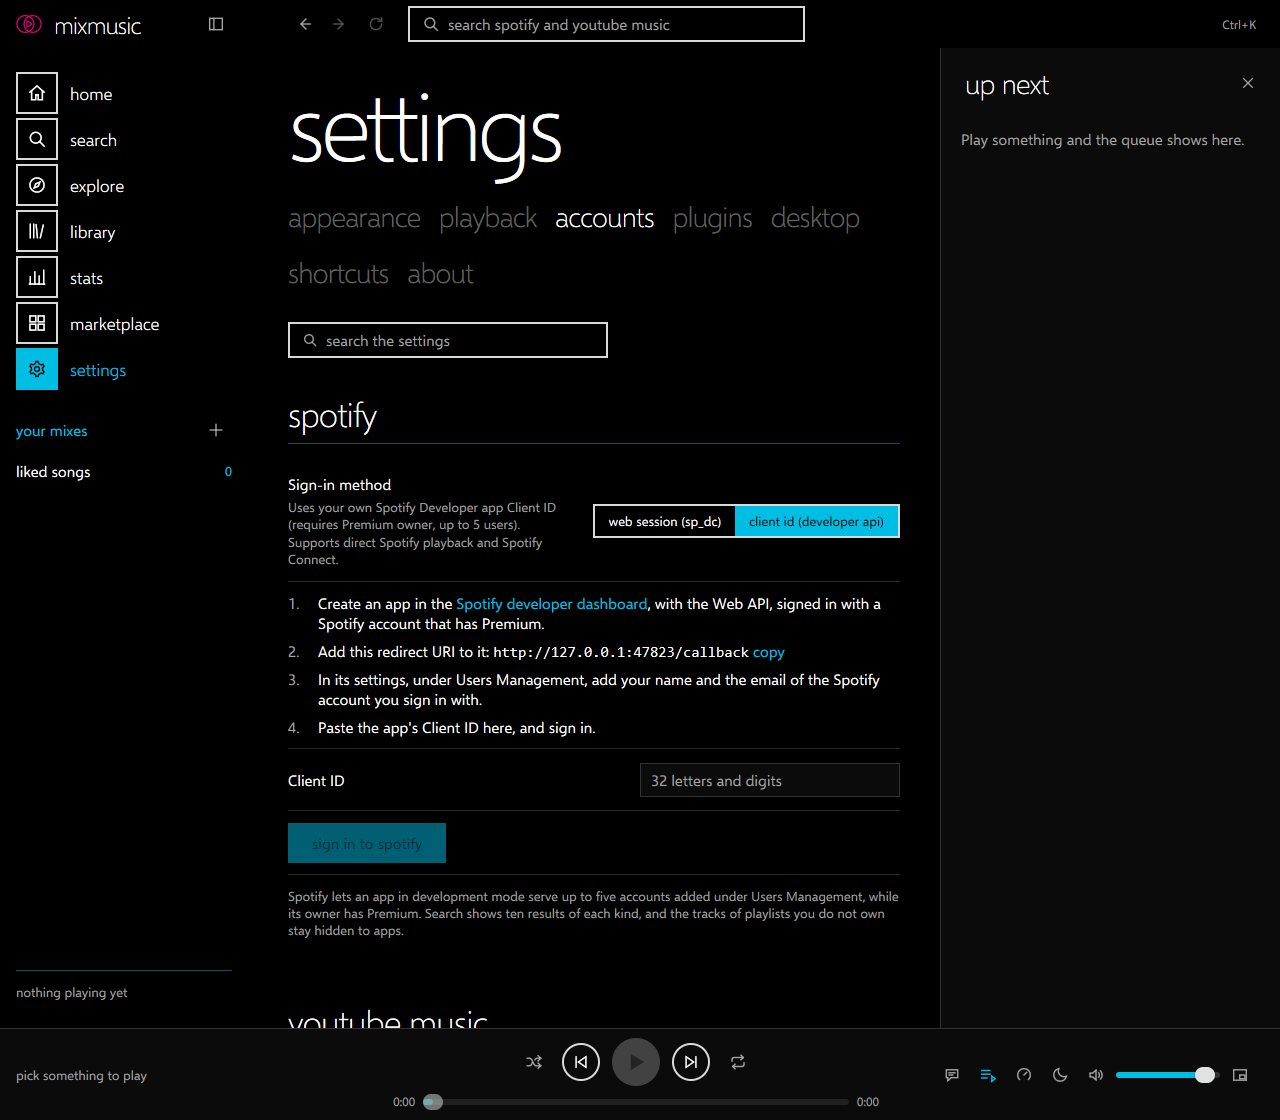 mixmusic
search spotify and youtube music
Ctrl+K
home
search
explore
library
stats
marketplace
settings
your mixes
liked songs 0
nothing playing yet
settings
appearance playback accounts plugins desktop
shortcuts about
search the settings
spotify
Sign-in method
Uses your own Spotify Developer app Client ID
(requires Premium owner, up to 5 users).
Supports direct Spotify playback and Spotify
Connect.
web session (sp_dc) client id (developer api)
1. Create an app in the Spotify developer dashboard, with the Web API, signed in with a
Spotify account that has Premium.
2. Add this redirect URI to it: http://127.0.0.1:47823/callback copy
3. In its settings, under Users Management, add your name and the email of the Spotify
account you sign in with.
4. Paste the app's Client ID here, and sign in.
Client ID 32 letters and digits
sign in to spotify
Spotify lets an app in development mode serve up to five accounts added under Users Management, while
its owner has Premium. Search shows ten results of each kind, and the tracks of playlists you do not own
stay hidden to apps.
youtube music
up next
Play something and the queue shows here.
pick something to play
0:00 0:00